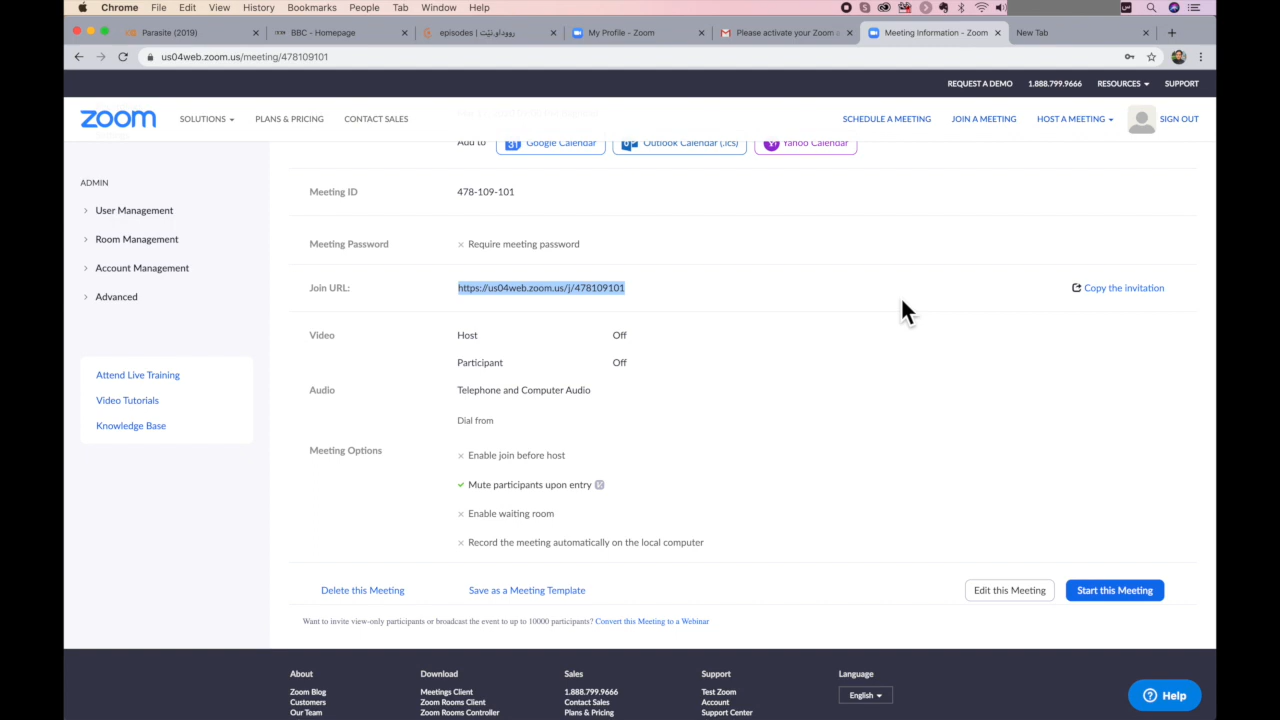 Chrome File Edit View History Bookmarks People Tab Window Help
Parasite (2019)
BBC - Homepage
episodes | رووداو نێت
My Profile - Zoom
Please activate your Zoom a
Meeting Information - Zoom
New Tab
us04web.zoom.us/meeting/478109101
REQUEST A DEMO 1.888.799.9666 RESOURCES SUPPORT
zoom SOLUTIONS PLANS & PRICING CONTACT SALES SCHEDULE A MEETING JOIN A MEETING HOST A MEETING SIGN OUT
Add to Google Calendar Outlook Calendar (.ics) Yahoo Calendar
ADMIN
User Management
Room Management
Account Management
Advanced
Attend Live Training
Video Tutorials
Knowledge Base
Meeting ID 478-109-101
Meeting Password Require meeting password
Join URL: https://us04web.zoom.us/j/478109101 Copy the invitation
Video Host Off
Participant Off
Audio Telephone and Computer Audio
Dial from
Meeting Options
Enable join before host
Mute participants upon entry
Enable waiting room
Record the meeting automatically on the local computer
Delete this Meeting Save as a Meeting Template Edit this Meeting Start this Meeting
Want to invite view-only participants or broadcast the event to up to 10000 participants? Convert this Meeting to a Webinar
About Download Sales Support Language
Zoom Blog Meetings Client 1.888.799.9666 Test Zoom English
Customers Zoom Rooms Client Contact Sales Account
Our Team Zoom Rooms Controller Plans & Pricing Support Center
Help